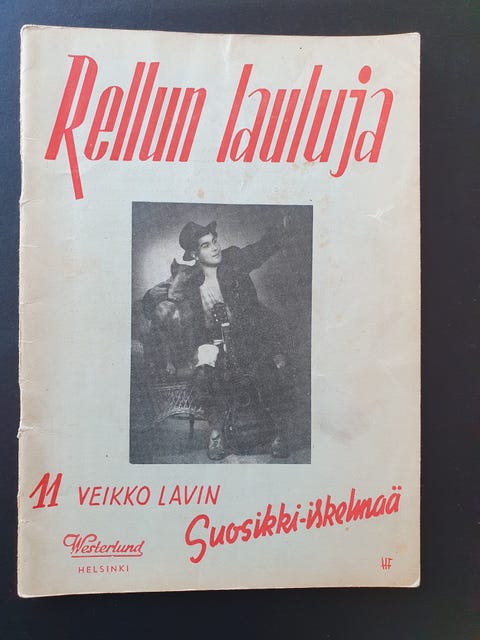 Rellun lauluja
11 VEIKKO LAVIN
Suosikki-iskelmää
Westerlund
HELSINKI
HF